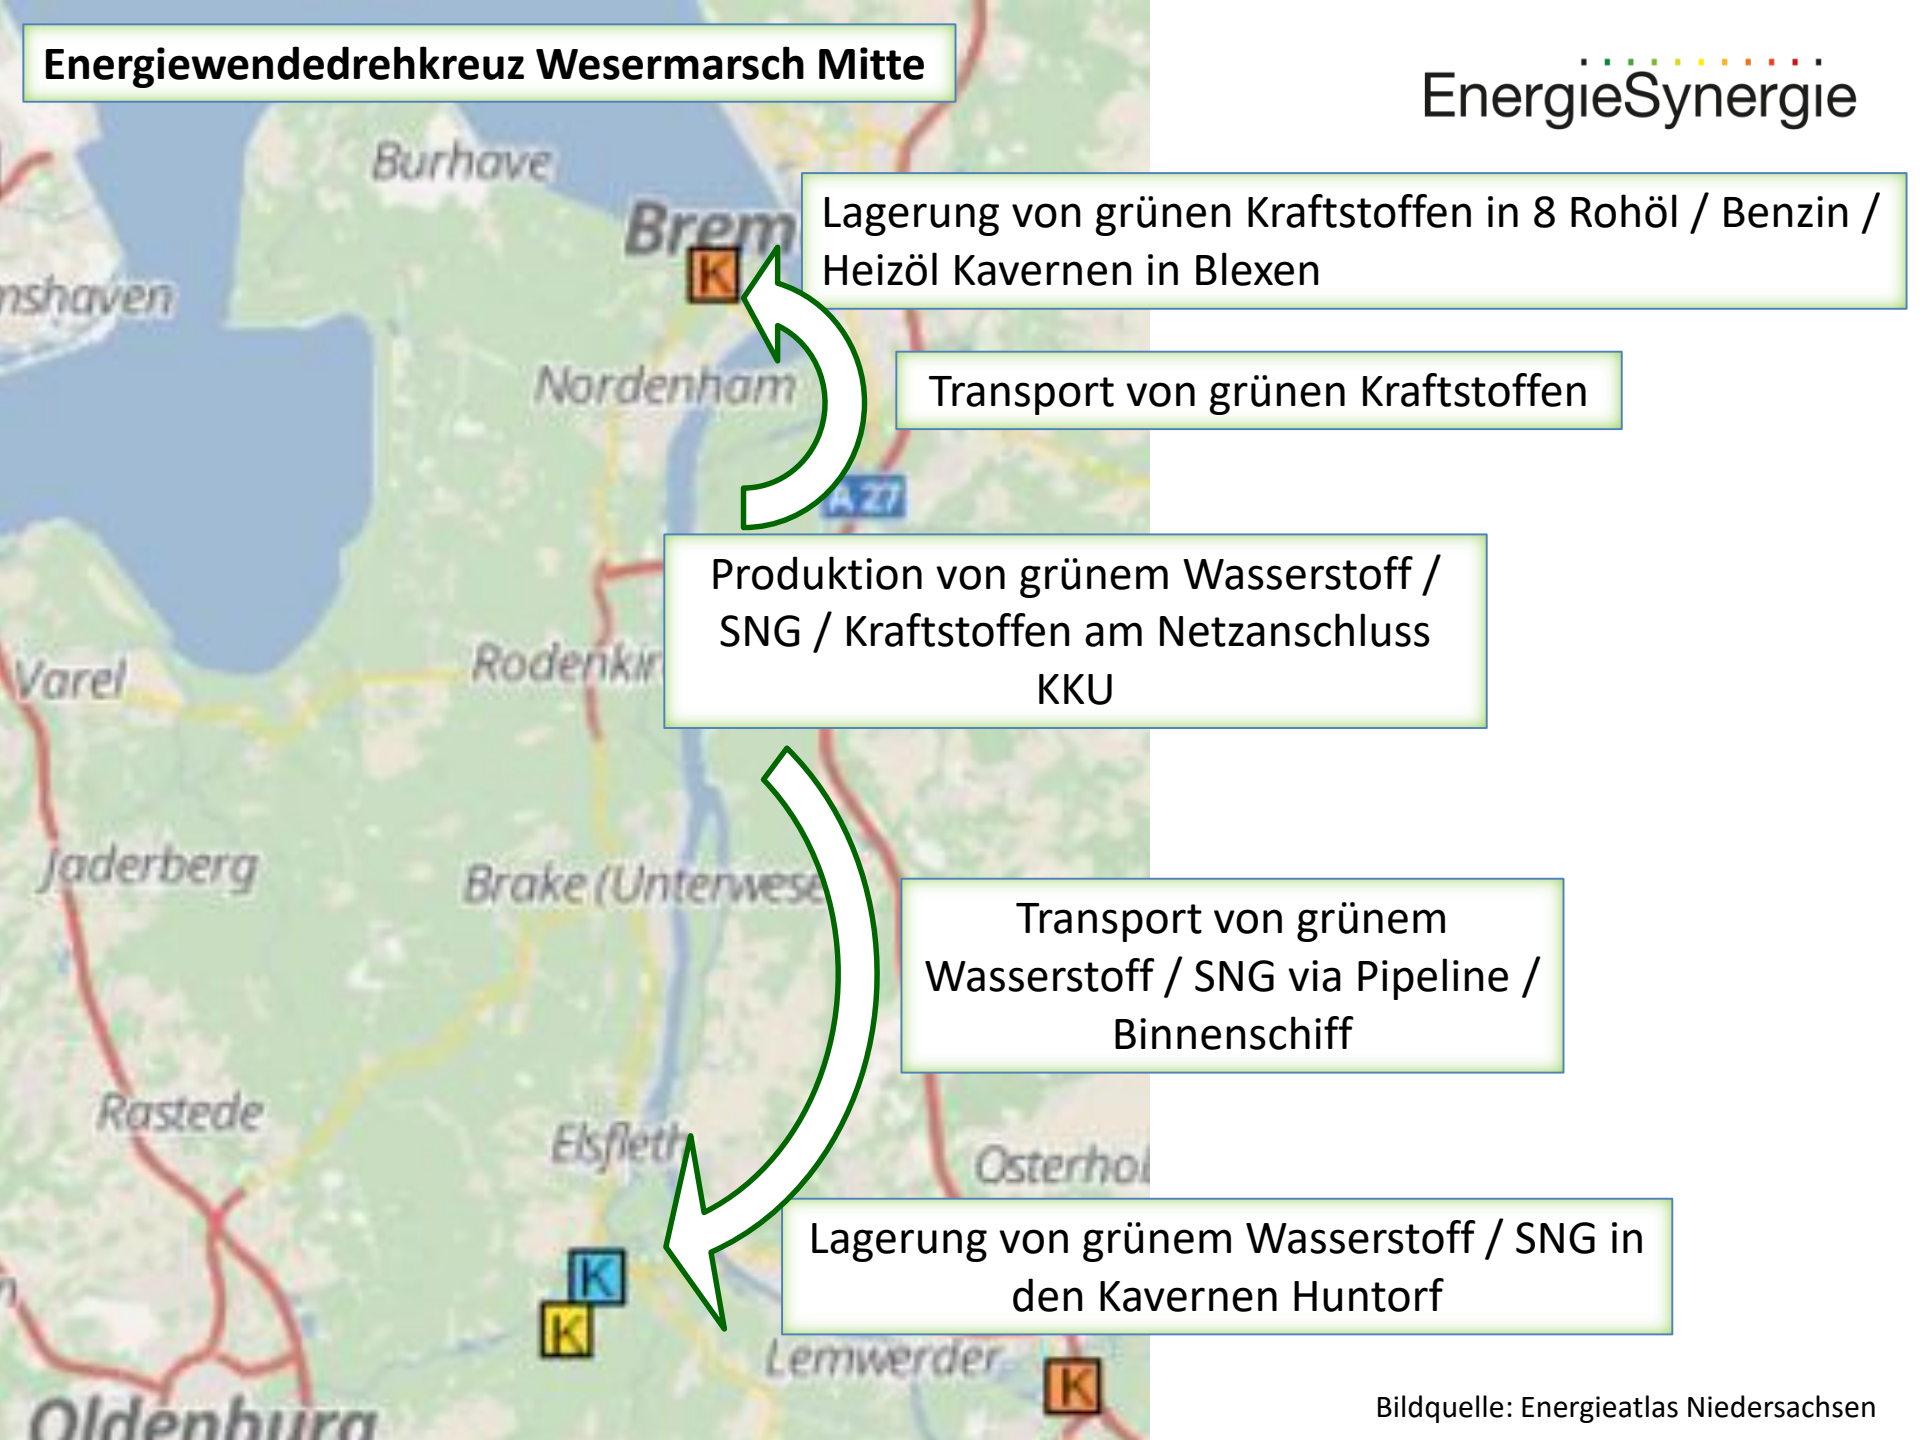 Energiewendedrehkreuz Wesermarsch Mitte
EnergieSynergie
Burhave
Brem
K
Lagerung von grünen Kraftstoffen in 8 Rohöl / Benzin /
Heizöl Kavernen in Blexen
nshaven
Nordenham
Transport von grünen Kraftstoffen
A 27
Produktion von grünem Wasserstoff /
SNG / Kraftstoffen am Netzanschluss
KKU
Rodenkir
Varel
Jaderberg
Brake (Unterwese
Transport von grünem
Wasserstoff / SNG via Pipeline /
Binnenschiff
Rastede
Elsfleth
Osterhol
Lagerung von grünem Wasserstoff / SNG in
den Kavernen Huntorf
K
K
Lemwerder
K
Oldenburg
Bildquelle: Energieatlas Niedersachsen